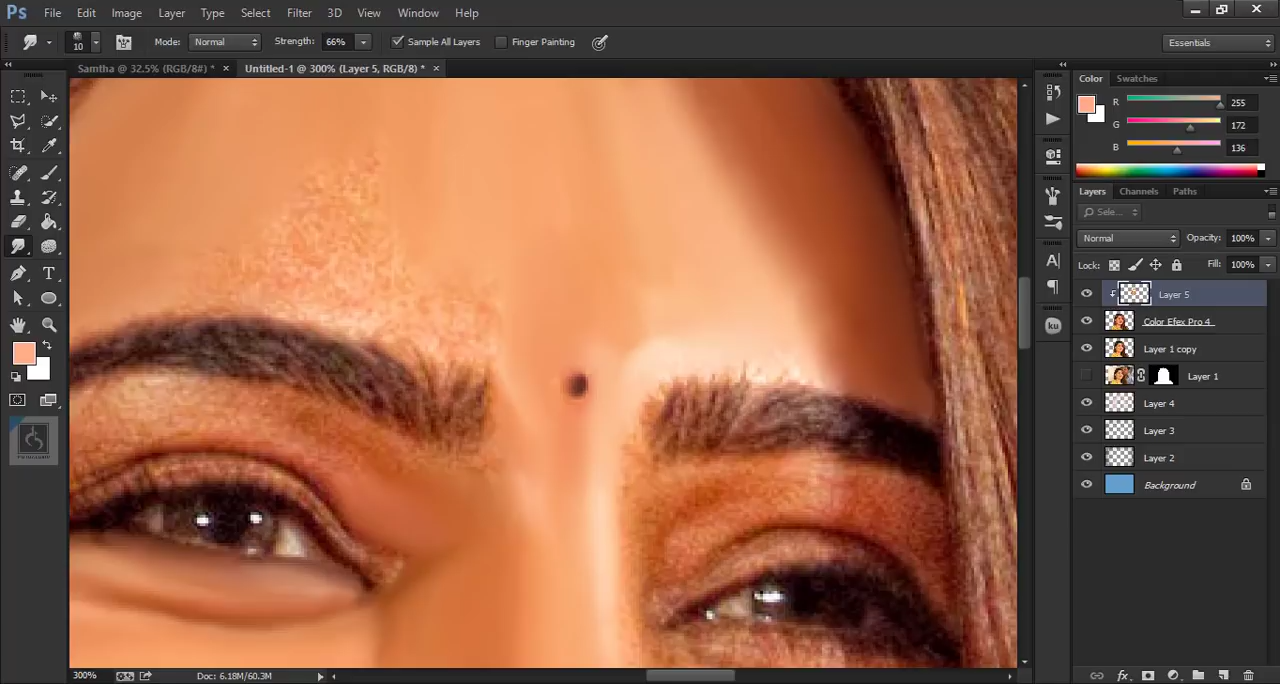 Ps File Edit Image Layer Type Select Filter 3D View Window Help
10 Mode: Normal Strength: 66% Sample All Layers Finger Painting Essentials
Samtha @ 32.5% (RGB/8#) * × Untitled-1 @ 300% (Layer 5, RGB/8) * ×
Color Swatches
R 255
G 172
B 136
Layers Channels Paths
Sele...
Normal Opacity: 100%
Lock: Fill: 100%
Layer 5
Color Efex Pro 4
Layer 1 copy
Layer 1
Layer 4
Layer 3
Layer 2
Background
ku
T
fx
300% Doc: 6.18M/60.3M